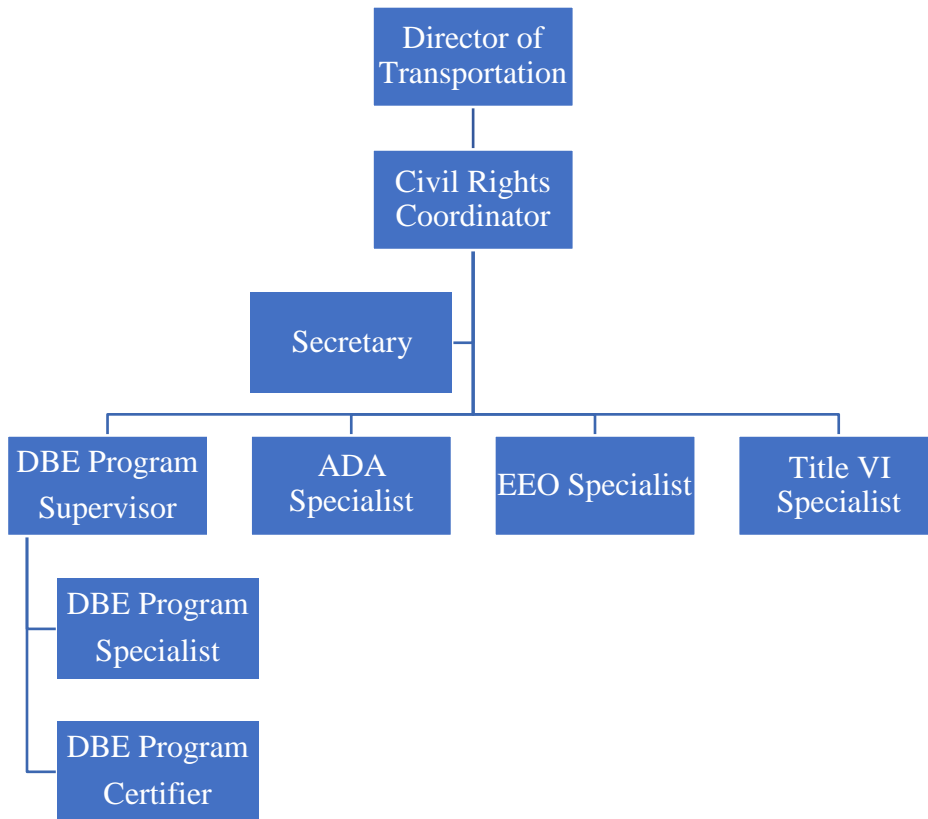 Director of
Transportation
Civil Rights
Coordinator
Secretary
DBE Program
Supervisor
ADA
Specialist
EEO Specialist
Title VI
Specialist
DBE Program
Specialist
DBE Program
Certifier